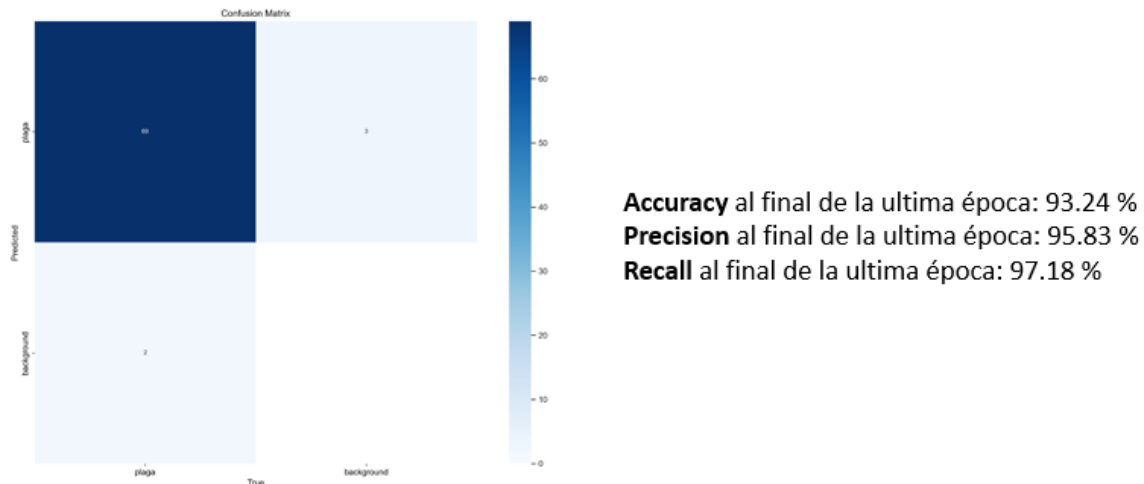 Confusion Matrix
plaga
3
60
50
Predicted
40
30
background
2
20
10
0
plaga
background
True
Accuracy al final de la ultima época: 93.24 %
Precision al final de la ultima época: 95.83 %
Recall al final de la ultima época: 97.18 %